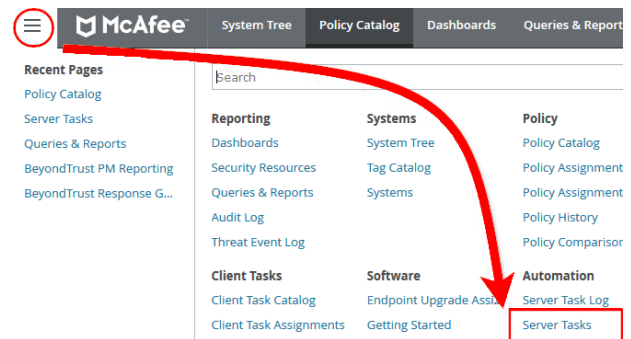 McAfee™ System Tree Policy Catalog Dashboards Queries & Report
Recent Pages
Policy Catalog
Server Tasks
Queries & Reports
BeyondTrust PM Reporting
BeyondTrust Response G...
Search
Reporting
Dashboards
Security Resources
Queries & Reports
Audit Log
Threat Event Log
Systems
System Tree
Tag Catalog
Systems
Policy
Policy Catalog
Policy Assignment
Policy Assignment
Policy History
Policy Comparison
Client Tasks
Client Task Catalog
Client Task Assignments
Software
Endpoint Upgrade Assi...
Getting Started
Automation
Server Task Log
Server Tasks